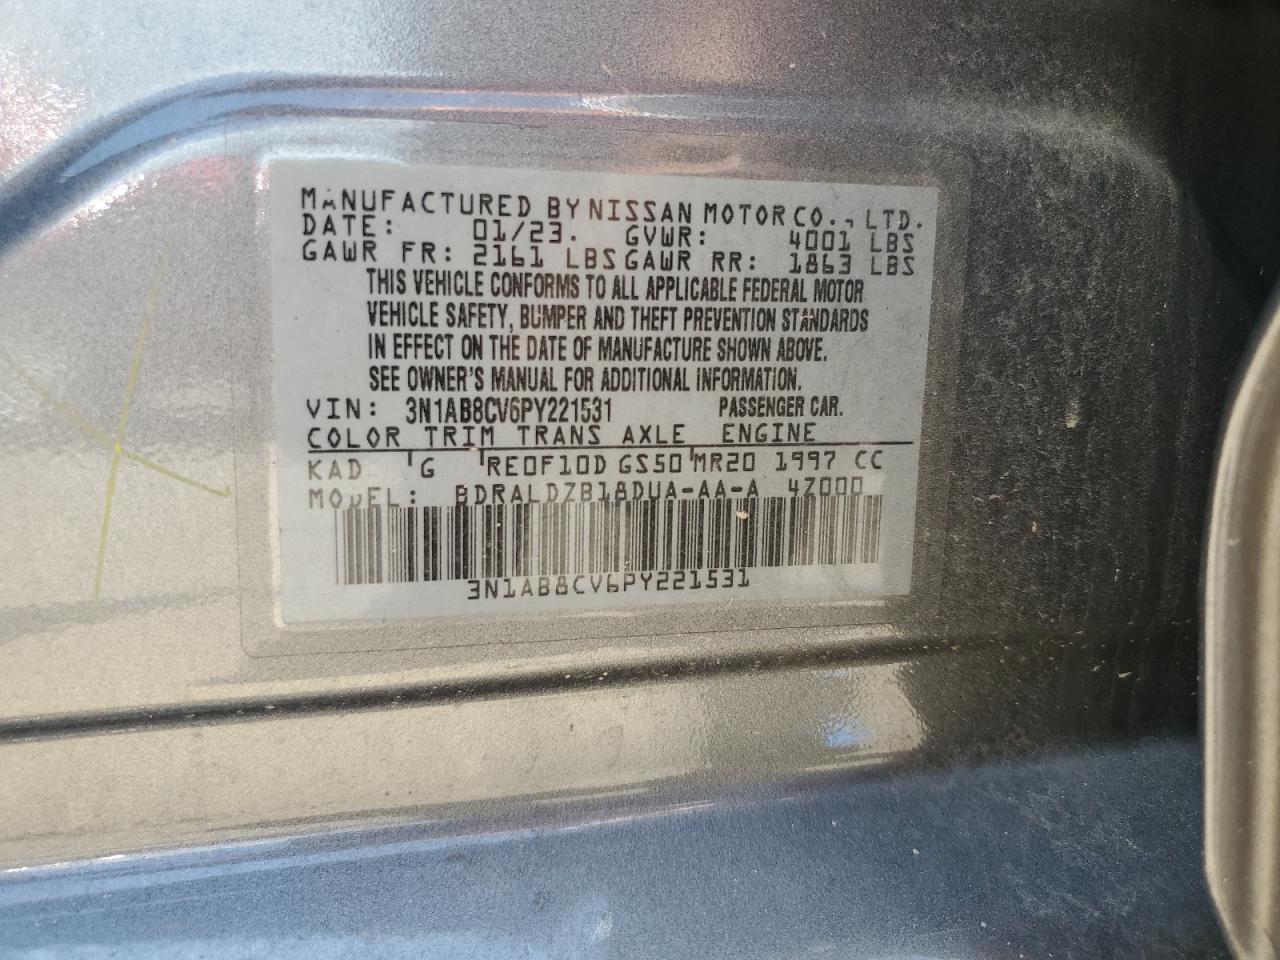 MANUFACTURED BY NISSAN MOTOR CO., LTD.
DATE: 01/23. GVWR: 4001 LBS
GAWR FR: 2161 LBS GAWR RR: 1863 LBS
THIS VEHICLE CONFORMS TO ALL APPLICABLE FEDERAL MOTOR
VEHICLE SAFETY, BUMPER AND THEFT PREVENTION STANDARDS
IN EFFECT ON THE DATE OF MANUFACTURE SHOWN ABOVE.
SEE OWNER'S MANUAL FOR ADDITIONAL INFORMATION.
VIN: 3N1AB8CV6PY221531 PASSENGER CAR.
COLOR TRIM TRANS AXLE ENGINE
KAD G RE0F10D GS50 MR20 1997 CC
MODEL: BDRALDZB18DUA-AA-A 4Z000
3N1AB8CV6PY221531